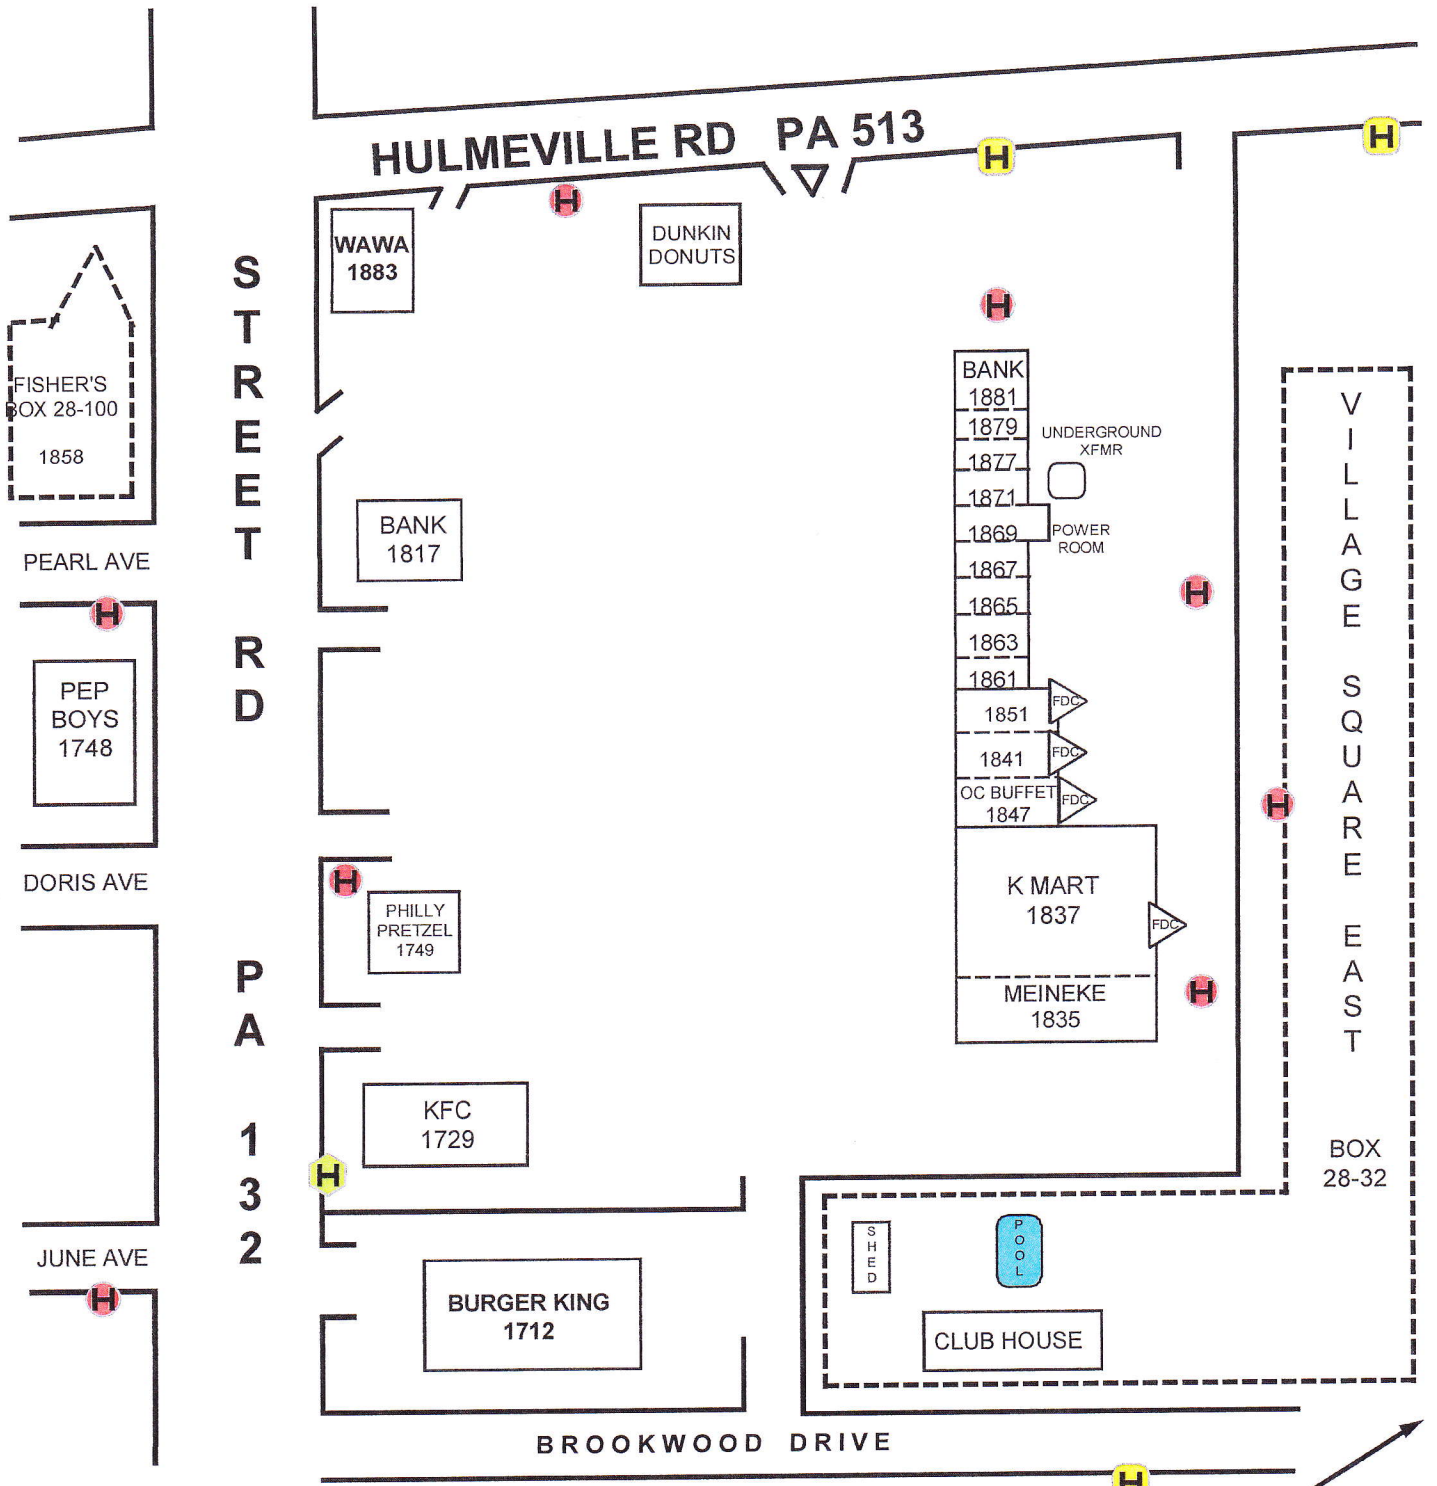 HULMEVILLE RD PA 513
H
H
H
WAWA
1883
DUNKIN
DONUTS
STREET RD PA 132
H
FISHER'S
BOX 28-100
1858
BANK
1881
1879
1877
1871
1869
1867
1865
1863
1861
1851
1841
OC BUFFET
1847
FDC
FDC
FDC
UNDERGROUND
XFMR
POWER
ROOM
VILLAGE SQUARE EAST
BOX
28-32
BANK
1817
PEARL AVE
H
H
PEP
BOYS
1748
H
DORIS AVE
H
PHILLY
PRETZEL
1749
K MART
1837
FDC
MEINEKE
1835
H
KFC
1729
H
JUNE AVE
H
BURGER KING
1712
SHED
POOL
CLUB HOUSE
BROOKWOOD DRIVE
H